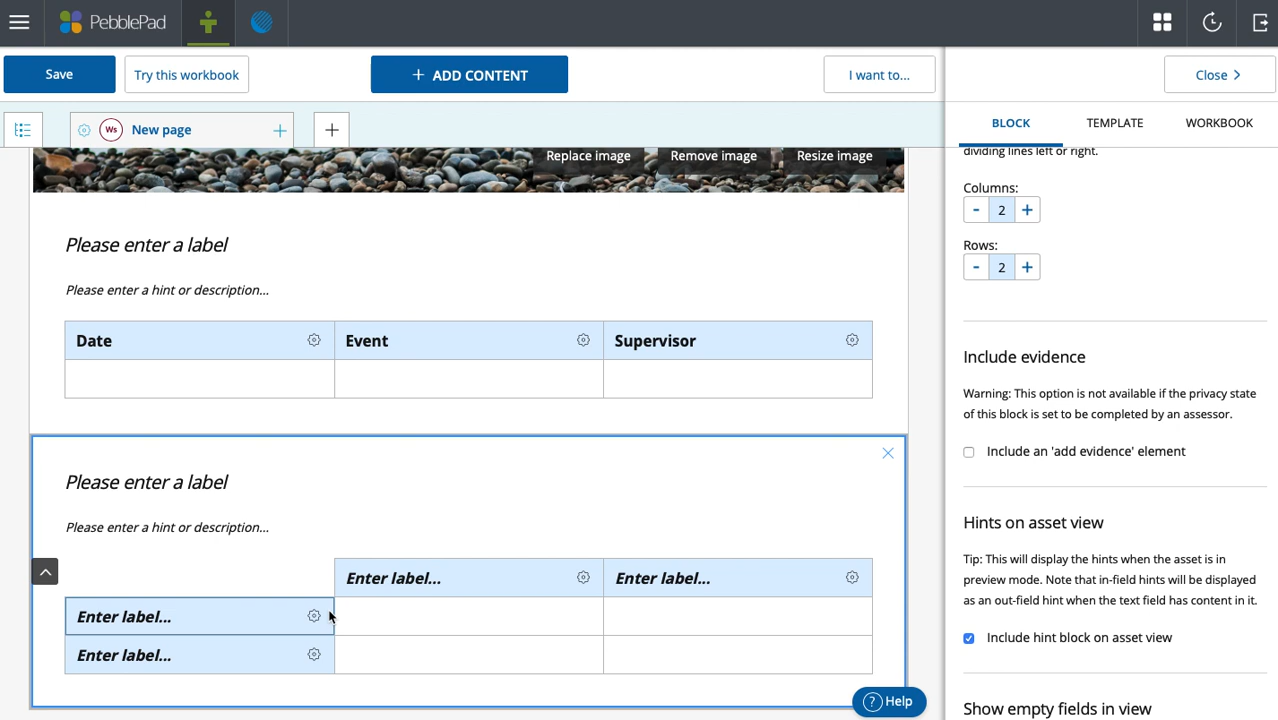 PebblePad
Save
Try this workbook
+ ADD CONTENT
I want to...
Close >
Ws New page
BLOCK TEMPLATE WORKBOOK
Replace image Remove image Resize image
dividing lines left or right.
Columns:
- 2 +
Rows:
- 2 +
Please enter a label
Please enter a hint or description...
Date Event Supervisor
Include evidence
Warning: This option is not available if the privacy state
of this block is set to be completed by an assessor.
Include an 'add evidence' element
Please enter a label
Please enter a hint or description...
Enter label... Enter label...
Enter label...
Enter label...
Hints on asset view
Tip: This will display the hints when the asset is in
preview mode. Note that in-field hints will be displayed
as an out-field hint when the text field has content in it.
Include hint block on asset view
Show empty fields in view
? Help